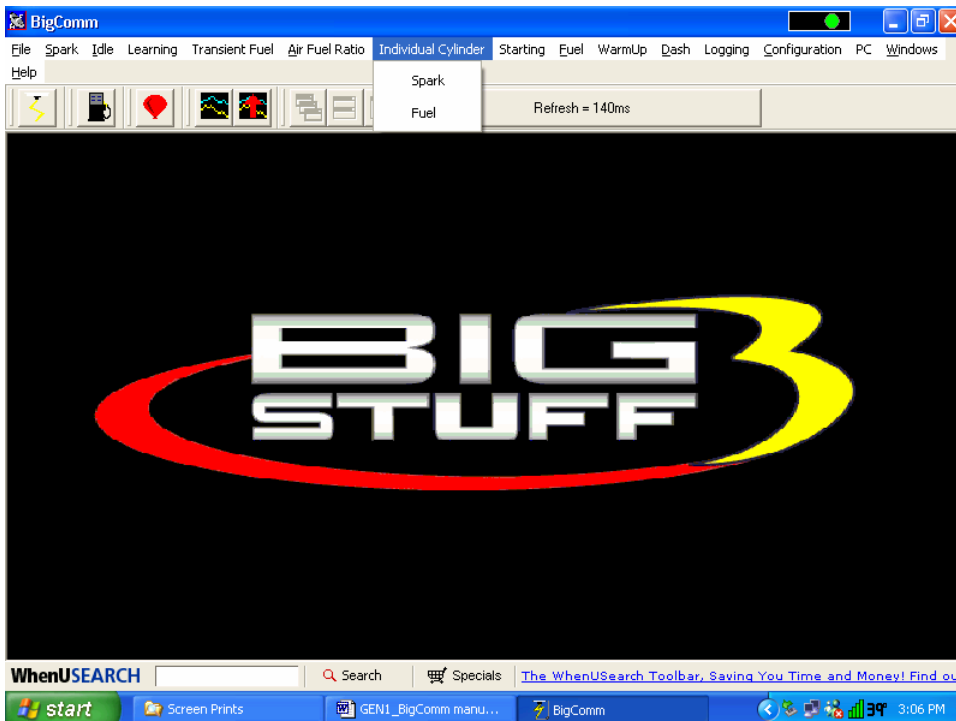 BigComm
File Spark Idle Learning Transient Fuel Air Fuel Ratio Individual Cylinder Starting Fuel WarmUp Dash Logging Configuration PC Windows
Help
Spark
Fuel
Refresh = 140ms
BIG 3
STUFF
WhenUSEARCH Search Specials The WhenUSearch Toolbar, Saving You Time and Money! Find ou
start Screen Prints GEN1_BigComm manu... BigComm 39° 3:06 PM